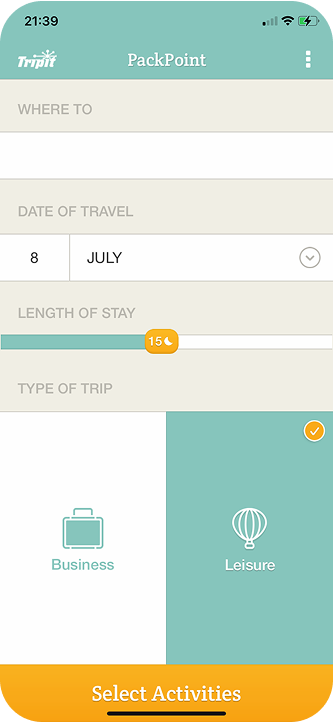 21:39
TripIt
PackPoint
WHERE TO
DATE OF TRAVEL
8 JULY
LENGTH OF STAY
15
TYPE OF TRIP
Business
Leisure
Select Activities